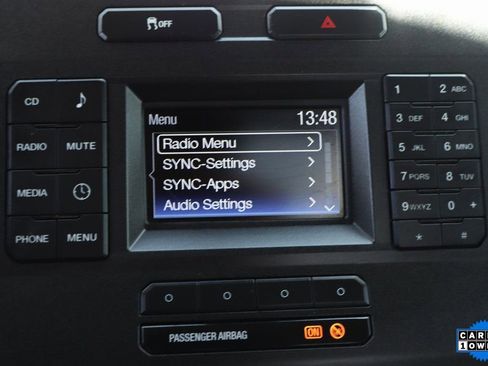 OFF
Menu 13:48
Radio Menu
SYNC-Settings
SYNC-Apps
Audio Settings
CD
RADIO MUTE
MEDIA
PHONE MENU
1 2 ABC
3 DEF 4 GHI
5 JKL 6 MNO
7 PQRS 8 TUV
9 WXYZ 0 +
* #
PASSENGER AIRBAG ON
CAR
1 OW